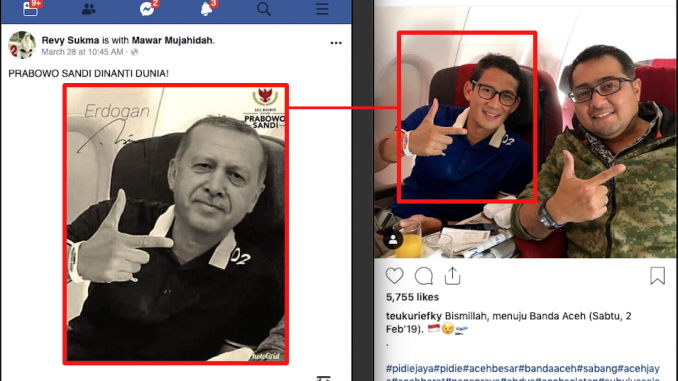 9+
2
3
Revy Sukma is with Mawar Mujahidah.
March 28 at 10:45 AM ·
PRABOWO SANDI DINANTI DUNIA!
Erdogan
PRABOWO
SANDI
02
PhotoGrid
02
5,755 likes
teukuriefky Bismillah, menuju Banda Aceh (Sabtu, 2
Feb'19). 🇮🇩😉🛫
.
#pidiejaya#pidie#acehbesar#bandaaceh#sabang#acehjay